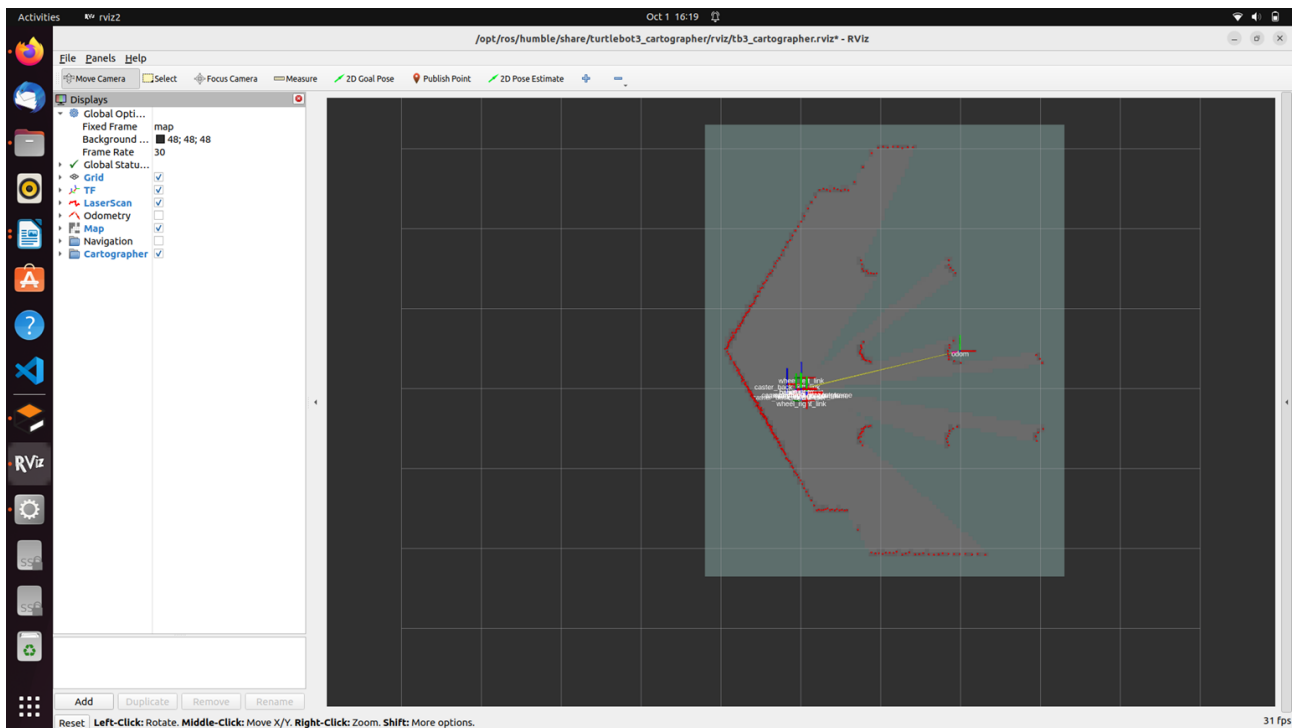 Activities
rviz2
Oct 1 16:19
/opt/ros/humble/share/turtlebot3_cartographer/rviz/tb3_cartographer.rviz* - RViz
File Panels Help
Move Camera Select Focus Camera Measure 2D Goal Pose Publish Point 2D Pose Estimate
Displays
Global Opti...
Fixed Frame map
Background ... 48; 48; 48
Frame Rate 30
Global Statu...
Grid
TF
LaserScan
Odometry
Map
Navigation
Cartographer
odom
wheel_right_link
RViz
Add Duplicate Remove Rename
Reset Left-Click: Rotate. Middle-Click: Move X/Y. Right-Click: Zoom. Shift: More options. 31 fps